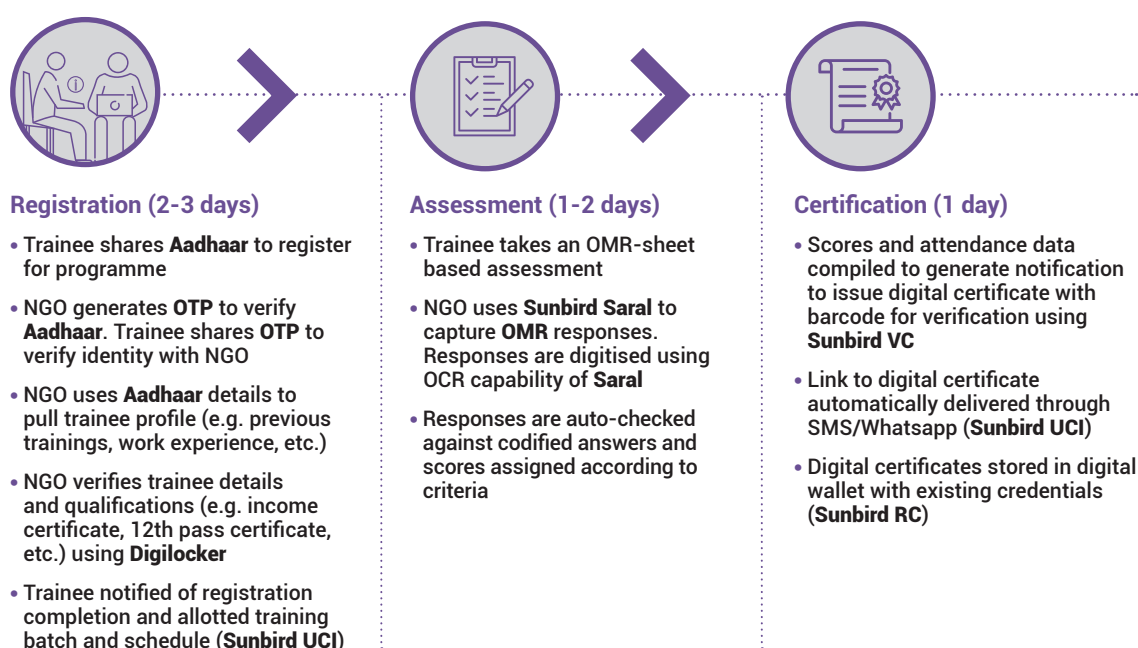 Registration (2-3 days)
• Trainee shares Aadhaar to register
for programme
• NGO generates OTP to verify
Aadhaar. Trainee shares OTP to
verify identity with NGO
• NGO uses Aadhaar details to
pull trainee profile (e.g. previous
trainings, work experience, etc.)
• NGO verifies trainee details
and qualifications (e.g. income
certificate, 12th pass certificate,
etc.) using Digilocker
• Trainee notified of registration
completion and allotted training
batch and schedule (Sunbird UCI)
Assessment (1-2 days)
• Trainee takes an OMR-sheet
based assessment
• NGO uses Sunbird Saral to
capture OMR responses.
Responses are digitised using
OCR capability of Saral
• Responses are auto-checked
against codified answers and
scores assigned according to
criteria
Certification (1 day)
• Scores and attendance data
compiled to generate notification
to issue digital certificate with
barcode for verification using
Sunbird VC
• Link to digital certificate
automatically delivered through
SMS/Whatsapp (Sunbird UCI)
• Digital certificates stored in digital
wallet with existing credentials
(Sunbird RC)